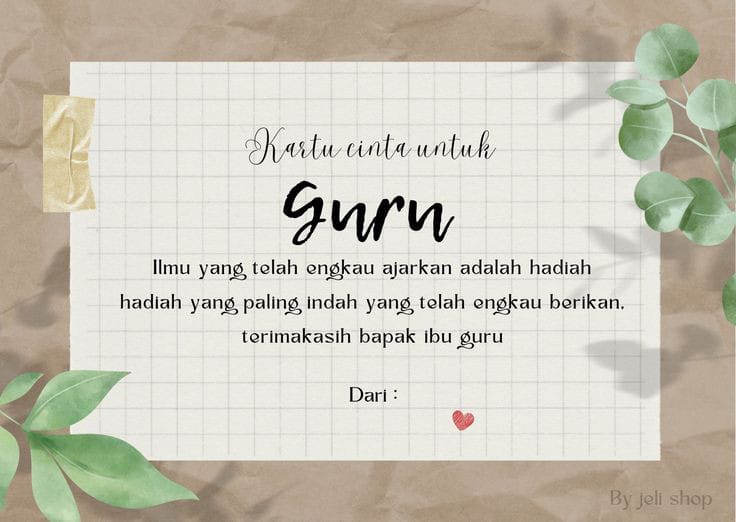 Kartu cinta untuk
Guru
Ilmu yang telah engkau ajarkan adalah hadiah
hadiah yang paling indah yang telah engkau berikan,
terimakasih bapak ibu guru
Dari :
By jeli shop